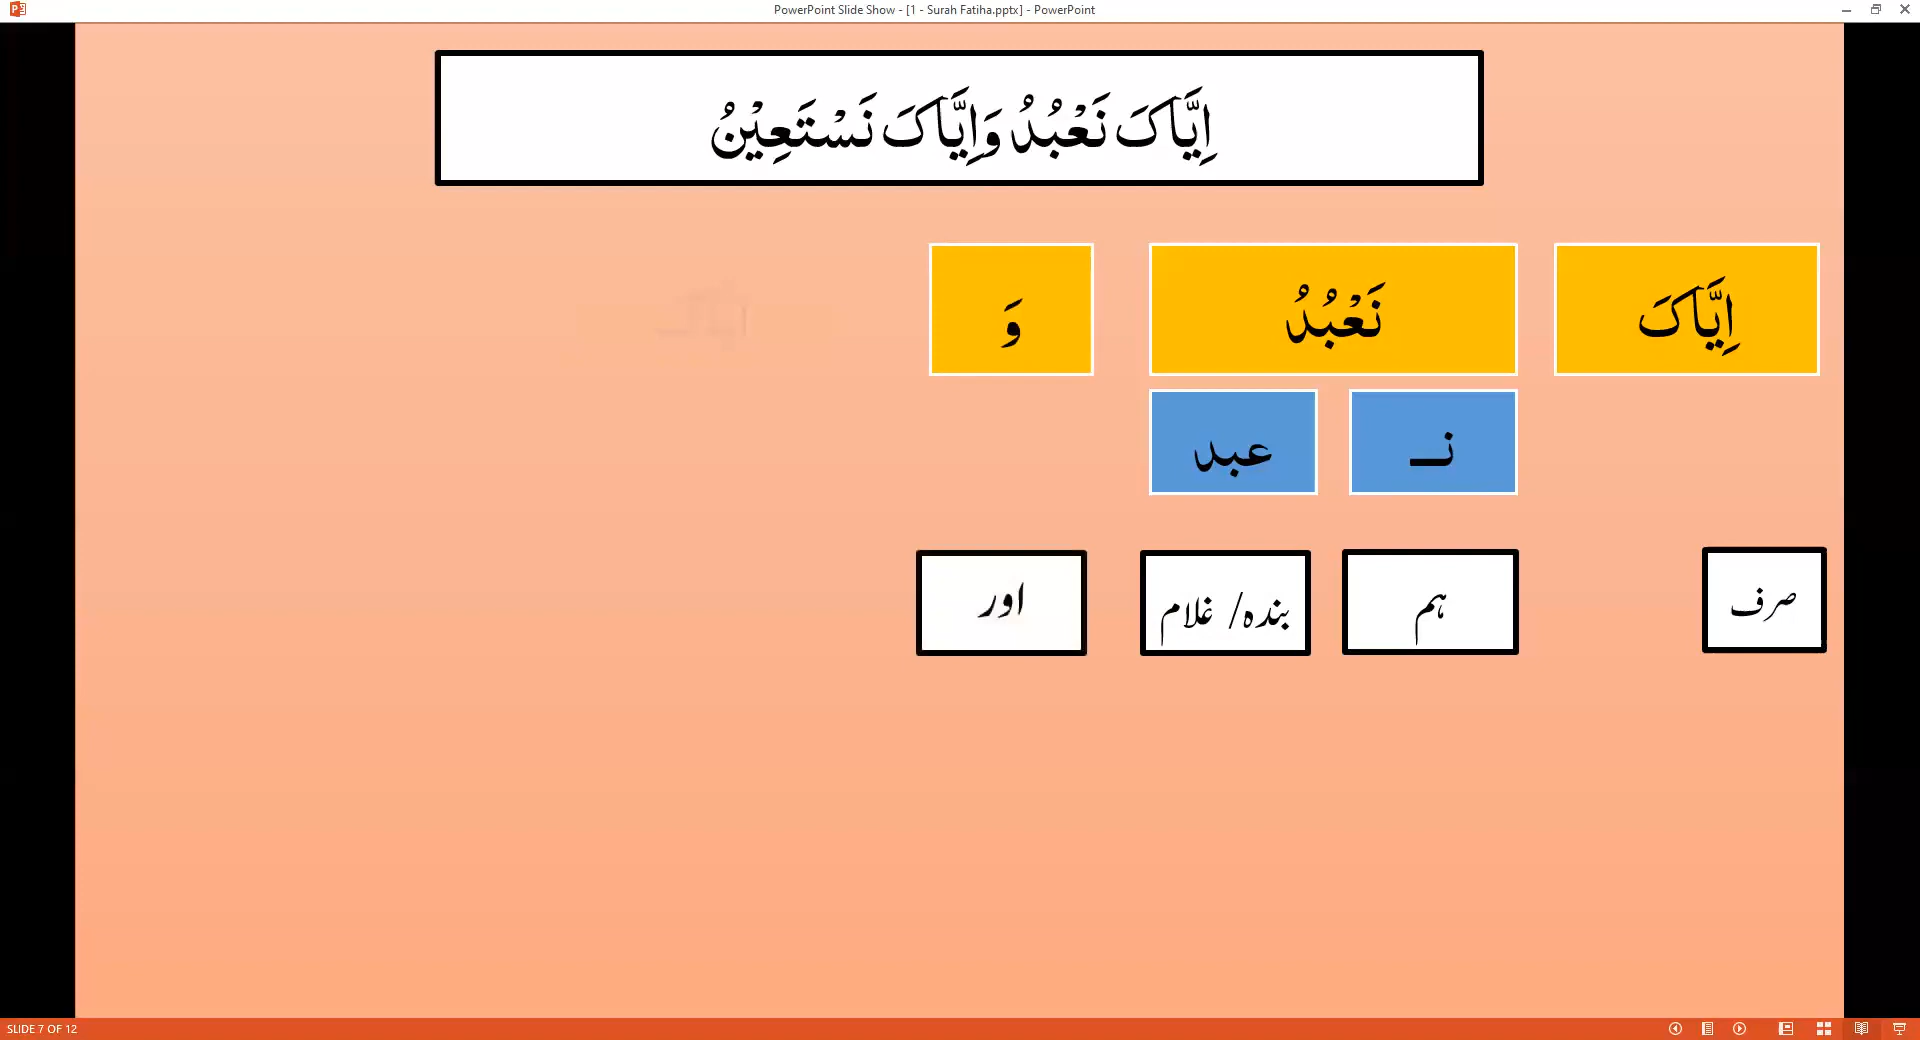 PowerPoint Slide Show - [1 - Surah Fatiha.pptx] - PowerPoint
اِیَّاکَ نَعْبُدُ وَاِیَّاکَ نَسْتَعِیْنُ
اِیَّاکَ نَعْبُدُ وَ
نـــ عبد
صرف ہم بندہ/ غلام اور
SLIDE 7 OF 12